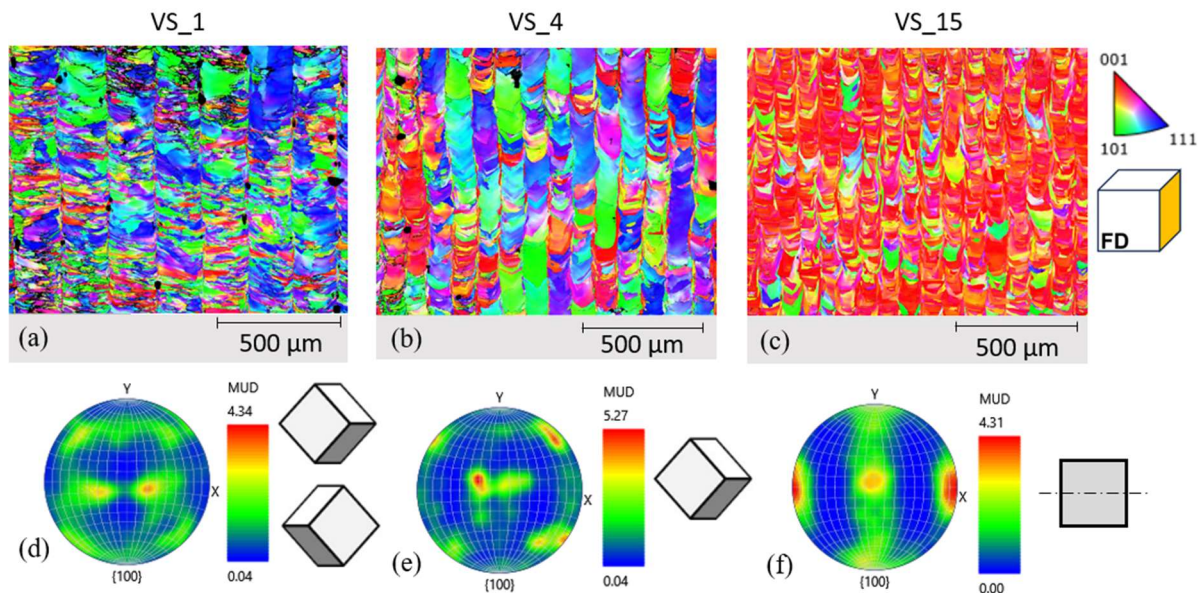 VS_1
VS_4
VS_15
001
101
111
FD
(a)
500 µm
(b)
500 µm
(c)
500 µm
Y
MUD
4.34
X
0.04
{100}
(d)
Y
MUD
5.27
X
0.04
{100}
(e)
Y
MUD
4.31
X
0.00
{100}
(f)